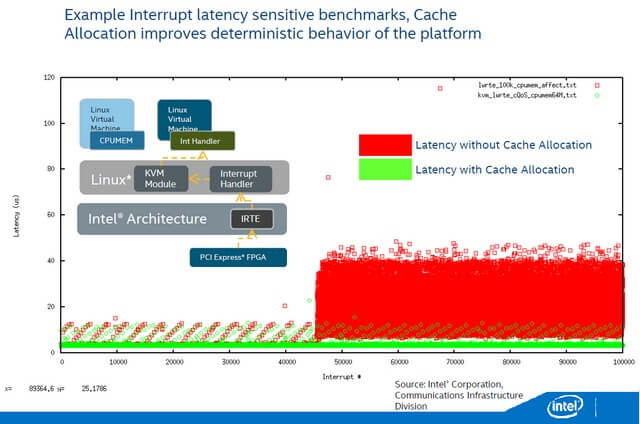 Example Interrupt latency sensitive benchmarks, Cache
Allocation improves deterministic behavior of the platform
120
100
80
60
40
20
0
Latency (us)
lwrte_100k_cpumem_affect.txt
kvm_lwrte_cQoS_cpumem64M.txt
Linux
Virtual
Machine
CPUMEM
Linux
Virtual
Machine
Int Handler
Latency without Cache Allocation
Latency with Cache Allocation
Linux*
KVM
Module
Interrupt
Handler
Intel® Architecture
IRTE
PCI Express* FPGA
0
10000
20000
30000
40000
50000
60000
70000
80000
90000
100000
Interrupt #
x= 89364,6 y= 25,1786
Source: Intel® Corporation,
Communications Infrastructure
Division
intel